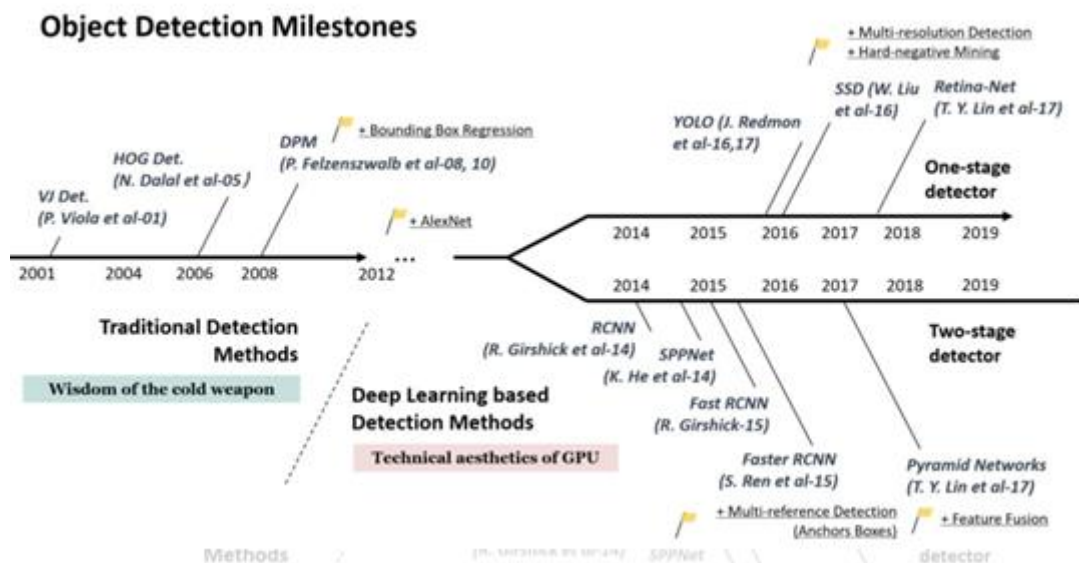 Object Detection Milestones
+ Multi-resolution Detection
+ Hard-negative Mining
SSD (W. Liu
et al-16)
Retina-Net
(T. Y. Lin et al-17)
YOLO (J. Redmon
et al-16,17)
+ Bounding Box Regression
DPM
(P. Felzenszwalb et al-08, 10)
HOG Det.
(N. Dalal et al-05)
VJ Det.
(P. Viola et al-01)
One-stage
detector
+ AlexNet
2014 2015 2016 2017 2018 2019
...
2001 2004 2006 2008 2012
2014 2015 2016 2017 2018 2019
Traditional Detection
Methods
Wisdom of the cold weapon
Deep Learning based
Detection Methods
Technical aesthetics of GPU
RCNN
(R. Girshick et al-14)
SPPNet
(K. He et al-14)
Fast RCNN
(R. Girshick-15)
Faster RCNN
(S. Ren et al-15)
+ Multi-reference Detection
(Anchors Boxes)
Two-stage
detector
Pyramid Networks
(T. Y. Lin et al-17)
+ Feature Fusion
Methods
SPPNet
detector